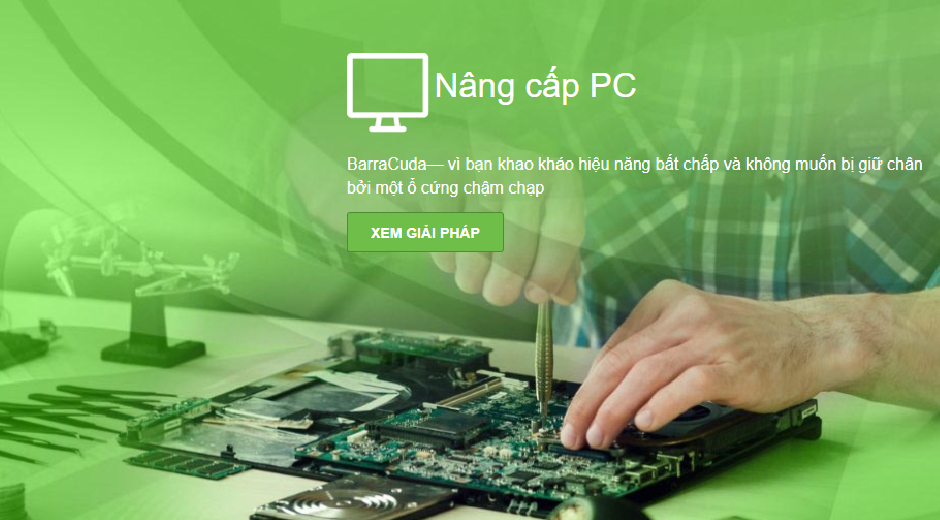 Nâng cấp PC
BarraCuda— vì bạn khao kháo hiệu năng bất chấp và không muốn bị giữ chân
bởi một ổ cứng chậm chạp
XEM GIẢI PHÁP